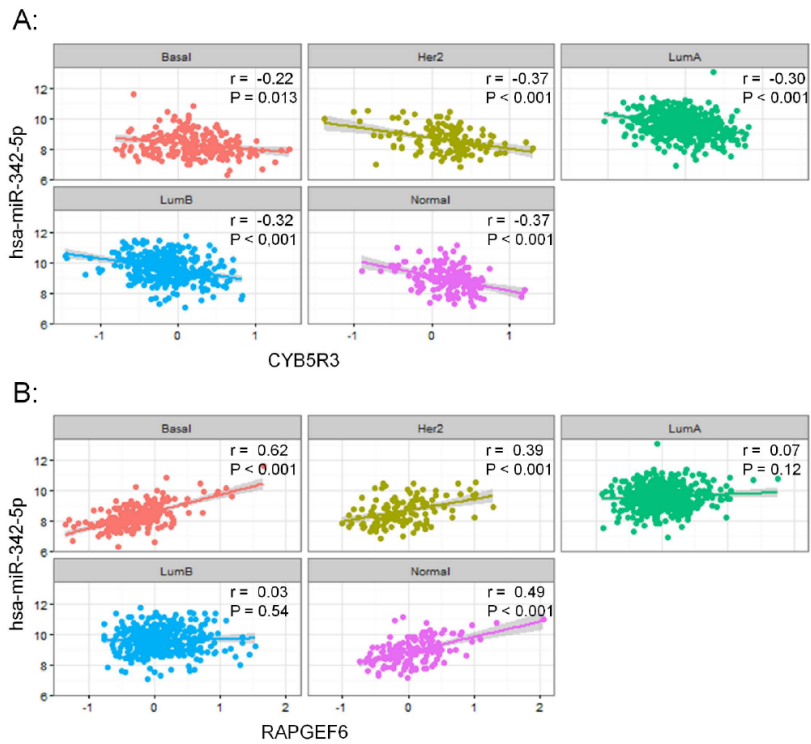 A:
Basal
Her2
LumA
r = -0.22
P = 0.013
r = -0.37
P < 0.001
r = -0.30
P < 0.001
12
10
8
6
hsa-miR-342-5p
LumB
Normal
r = -0.32
P < 0.001
r = -0.37
P < 0.001
12
10
8
6
-1 0 1 -1 0 1
CYB5R3
B:
Basal
Her2
LumA
r = 0.62
P < 0.001
r = 0.39
P < 0.001
r = 0.07
P = 0.12
12
10
8
6
hsa-miR-342-5p
LumB
Normal
r = 0.03
P = 0.54
r = 0.49
P < 0.001
12
10
8
6
-1 0 1 2 -1 0 1 2
RAPGEF6